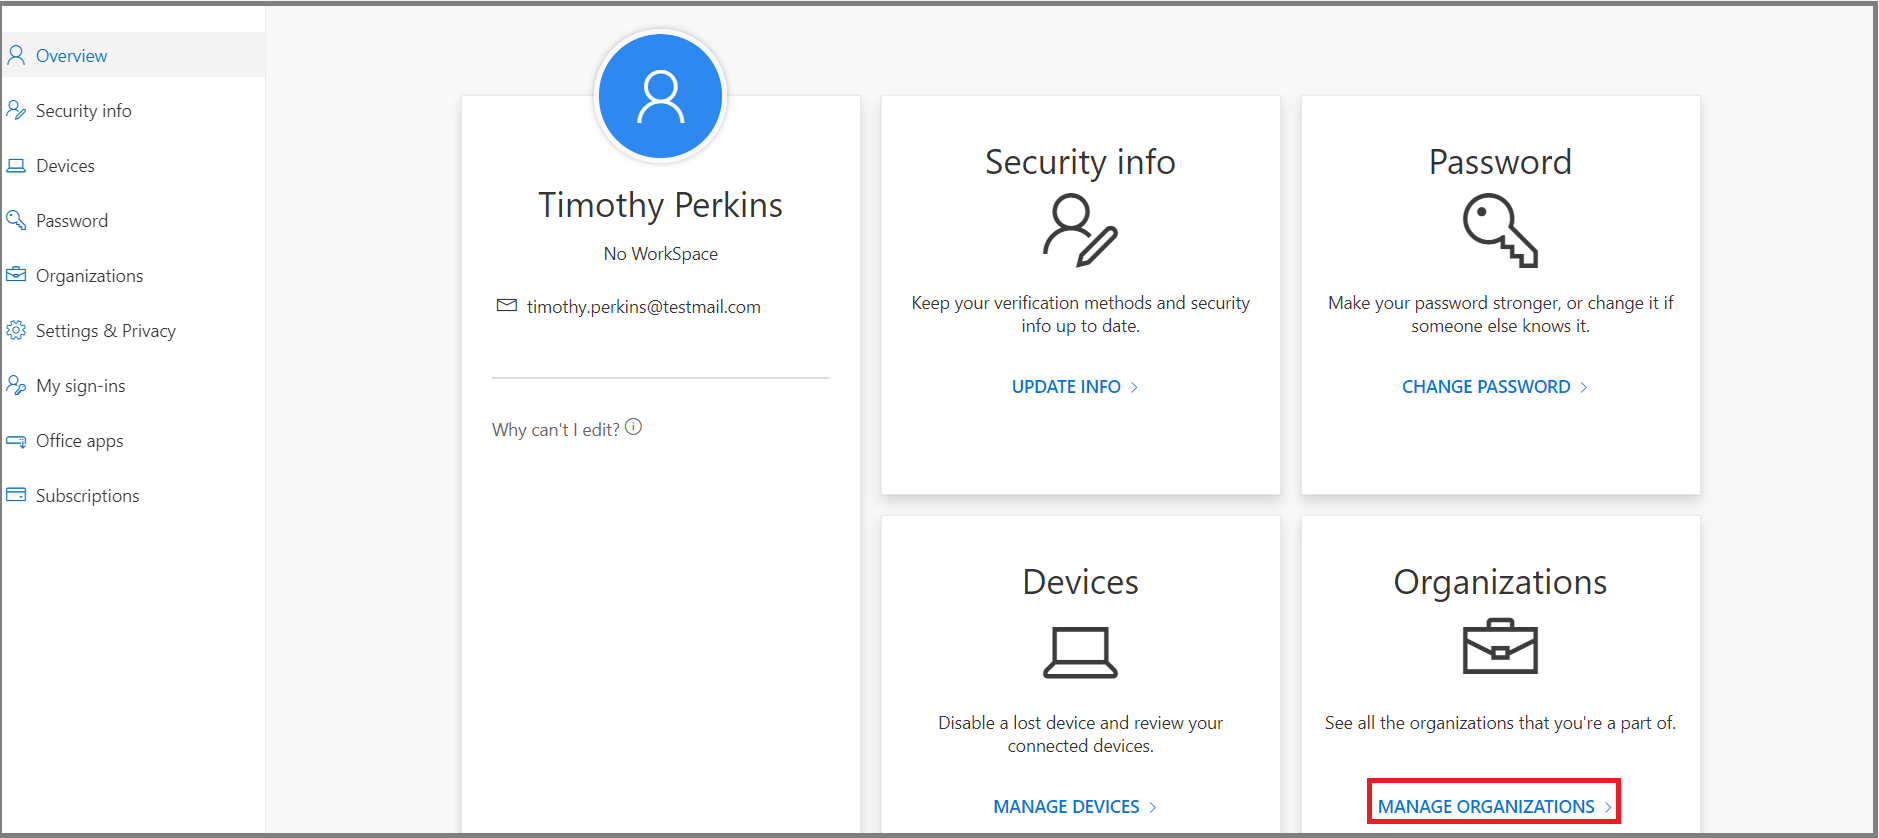 Overview
Security info
Devices
Password
Organizations
Settings & Privacy
My sign-ins
Office apps
Subscriptions
Timothy Perkins
No WorkSpace
timothy.perkins@testmail.com
Why can't I edit?
Security info
Keep your verification methods and security
info up to date.
UPDATE INFO >
Password
Make your password stronger, or change it if
someone else knows it.
CHANGE PASSWORD >
Devices
Disable a lost device and review your
connected devices.
MANAGE DEVICES >
Organizations
See all the organizations that you're a part of.
MANAGE ORGANIZATIONS >